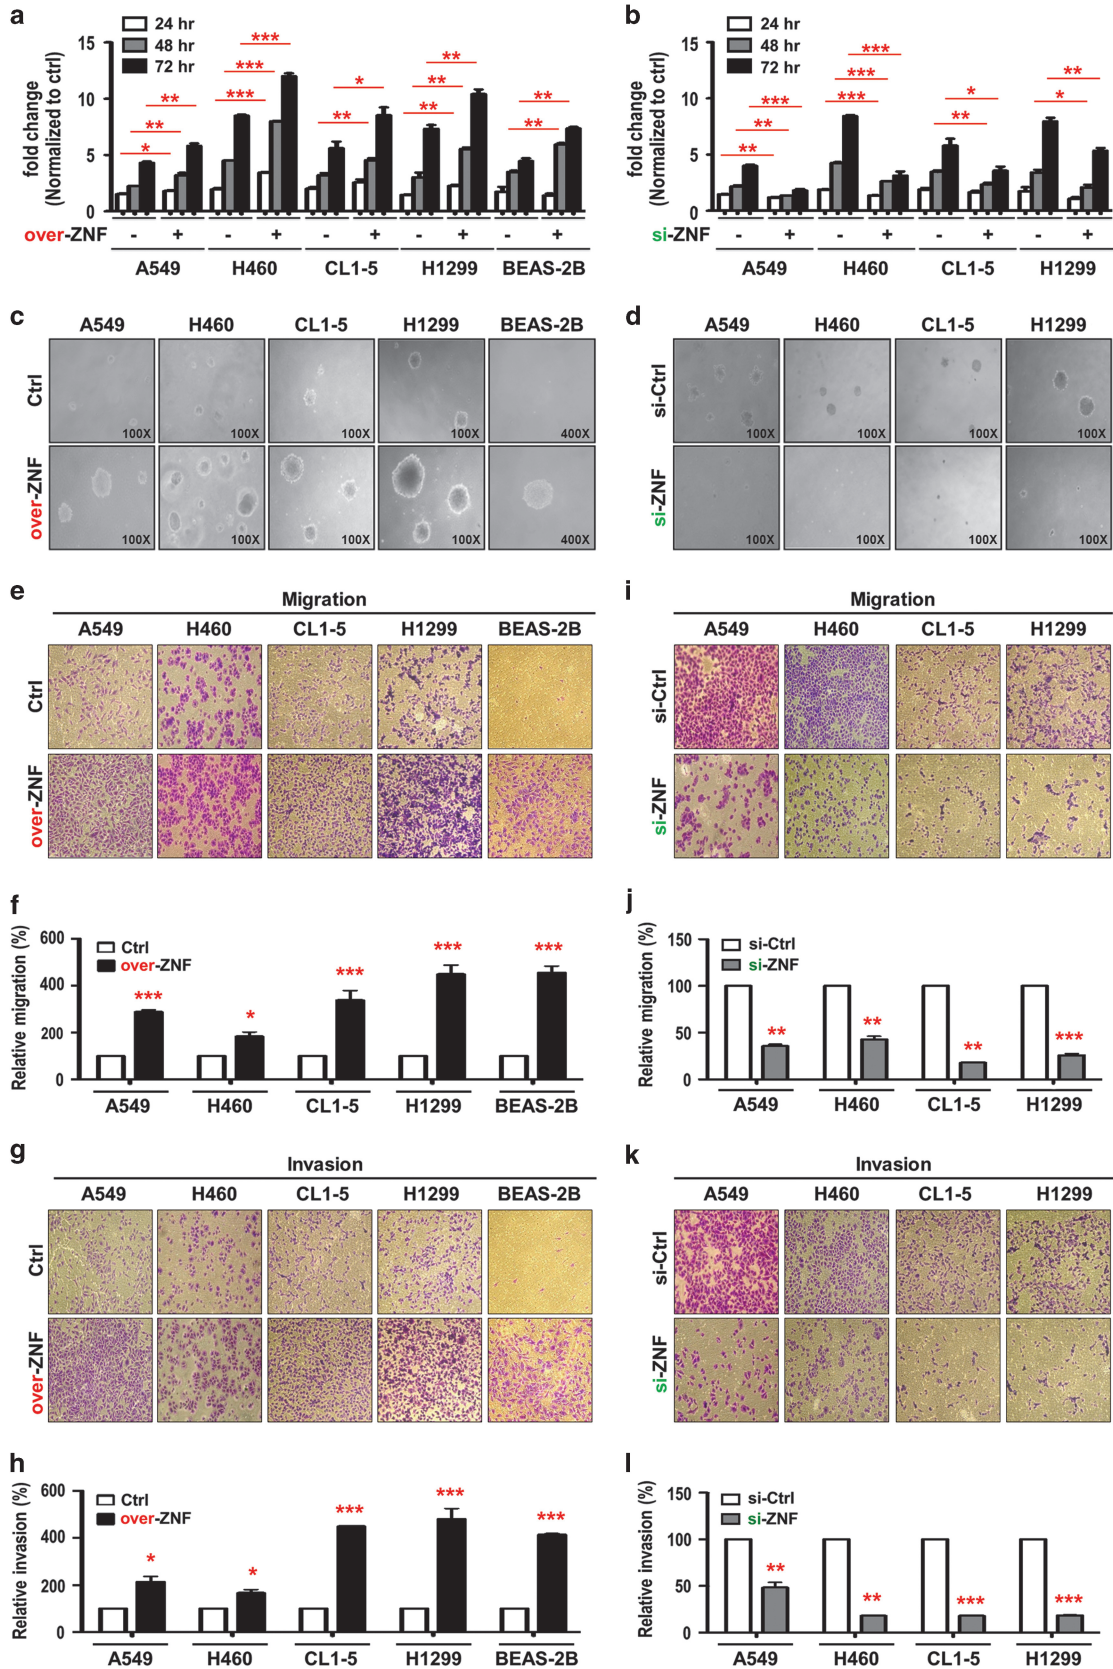 a
24 hr
48 hr
72 hr
fold change
(Normalized to ctrl)
15
10
5
0
*
**
**
***
***
***
**
*
**
**
**
**
**
over-ZNF
- + - + - + - + - +
A549 H460 CL1-5 H1299 BEAS-2B
b
24 hr
48 hr
72 hr
fold change
(Normalized to ctrl)
15
10
5
0
**
**
***
***
***
***
**
*
*
**
si-ZNF
- + - + - + - +
A549 H460 CL1-5 H1299
c
A549 H460 CL1-5 H1299 BEAS-2B
Ctrl
100X 100X 100X 100X 400X
over-ZNF
100X 100X 100X 100X 400X
d
A549 H460 CL1-5 H1299
si-Ctrl
100X 100X 100X 100X
si-ZNF
100X 100X 100X 100X
e
Migration
A549 H460 CL1-5 H1299 BEAS-2B
Ctrl
over-ZNF
i
Migration
A549 H460 CL1-5 H1299
si-Ctrl
si-ZNF
f
Relative migration (%)
600
400
200
0
Ctrl
over-ZNF
*** * *** *** ***
A549 H460 CL1-5 H1299 BEAS-2B
j
Relative migration (%)
150
100
50
0
si-Ctrl
si-ZNF
** ** ** ***
A549 H460 CL1-5 H1299
g
Invasion
A549 H460 CL1-5 H1299 BEAS-2B
Ctrl
over-ZNF
k
Invasion
A549 H460 CL1-5 H1299
si-Ctrl
si-ZNF
h
Relative invasion (%)
600
400
200
0
Ctrl
over-ZNF
* * *** *** ***
A549 H460 CL1-5 H1299 BEAS-2B
l
Relative invasion (%)
150
100
50
0
si-Ctrl
si-ZNF
** ** *** ***
A549 H460 CL1-5 H1299